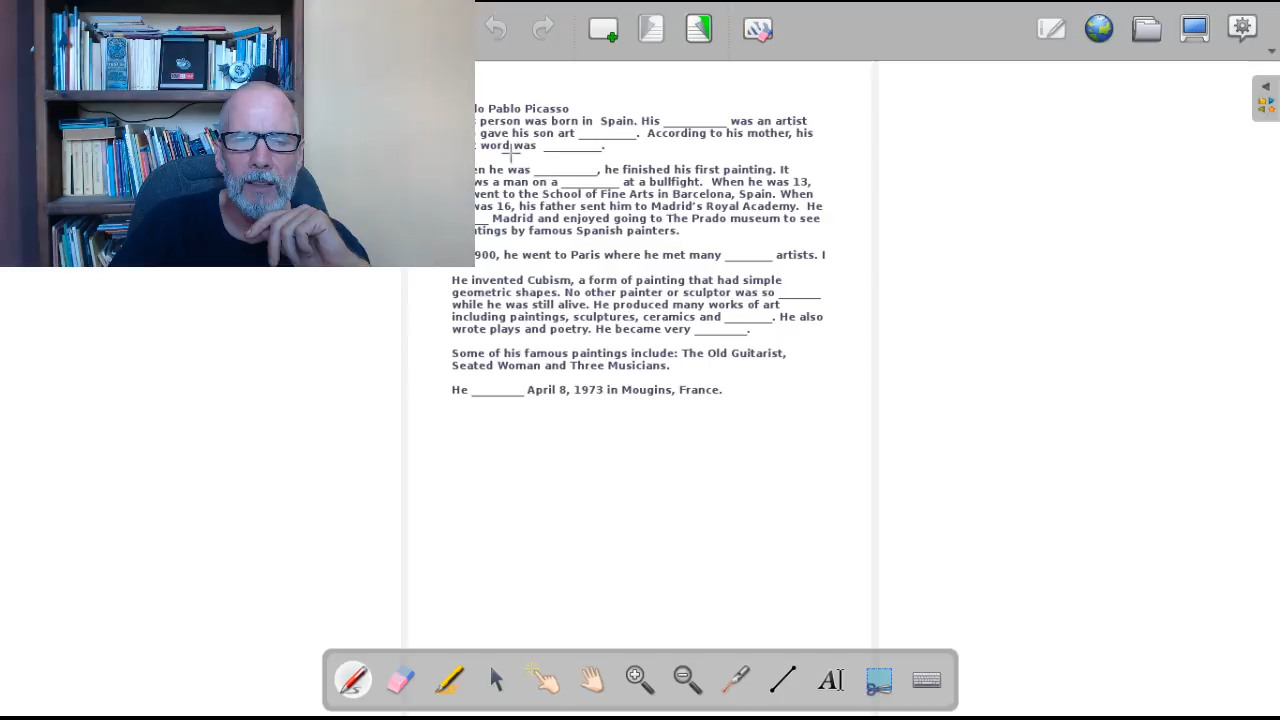 lo Pablo Picasso
person was born in Spain. His __________ was an artist
gave his son art _________. According to his mother, his
word was _________.
en he was __________, he finished his first painting. It
ws a man on a _________ at a bullfight. When he was 13,
went to the School of Fine Arts in Barcelona, Spain. When
was 16, his father sent him to Madrid's Royal Academy. He
__ Madrid and enjoyed going to The Prado museum to see
ntings by famous Spanish painters.
900, he went to Paris where he met many ________ artists. I
He invented Cubism, a form of painting that had simple
geometric shapes. No other painter or sculptor was so _______
while he was still alive. He produced many works of art
including paintings, sculptures, ceramics and ________. He also
wrote plays and poetry. He became very _________.
Some of his famous paintings include: The Old Guitarist,
Seated Woman and Three Musicians.
He _________ April 8, 1973 in Mougins, France.